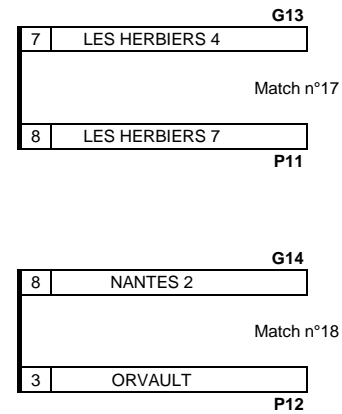 G13
7 LES HERBIERS 4
Match n°17
8 LES HERBIERS 7
P11
G14
8 NANTES 2
Match n°18
3 ORVAULT
P12